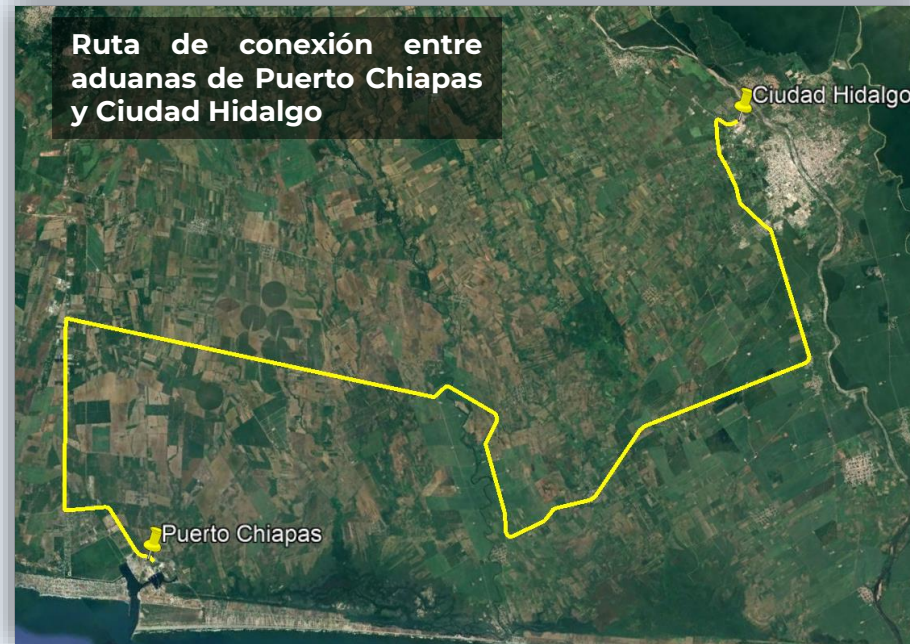 Ruta de conexión entre
aduanas de Puerto Chiapas
y Ciudad Hidalgo
Ciudad Hidalgo
Puerto Chiapas